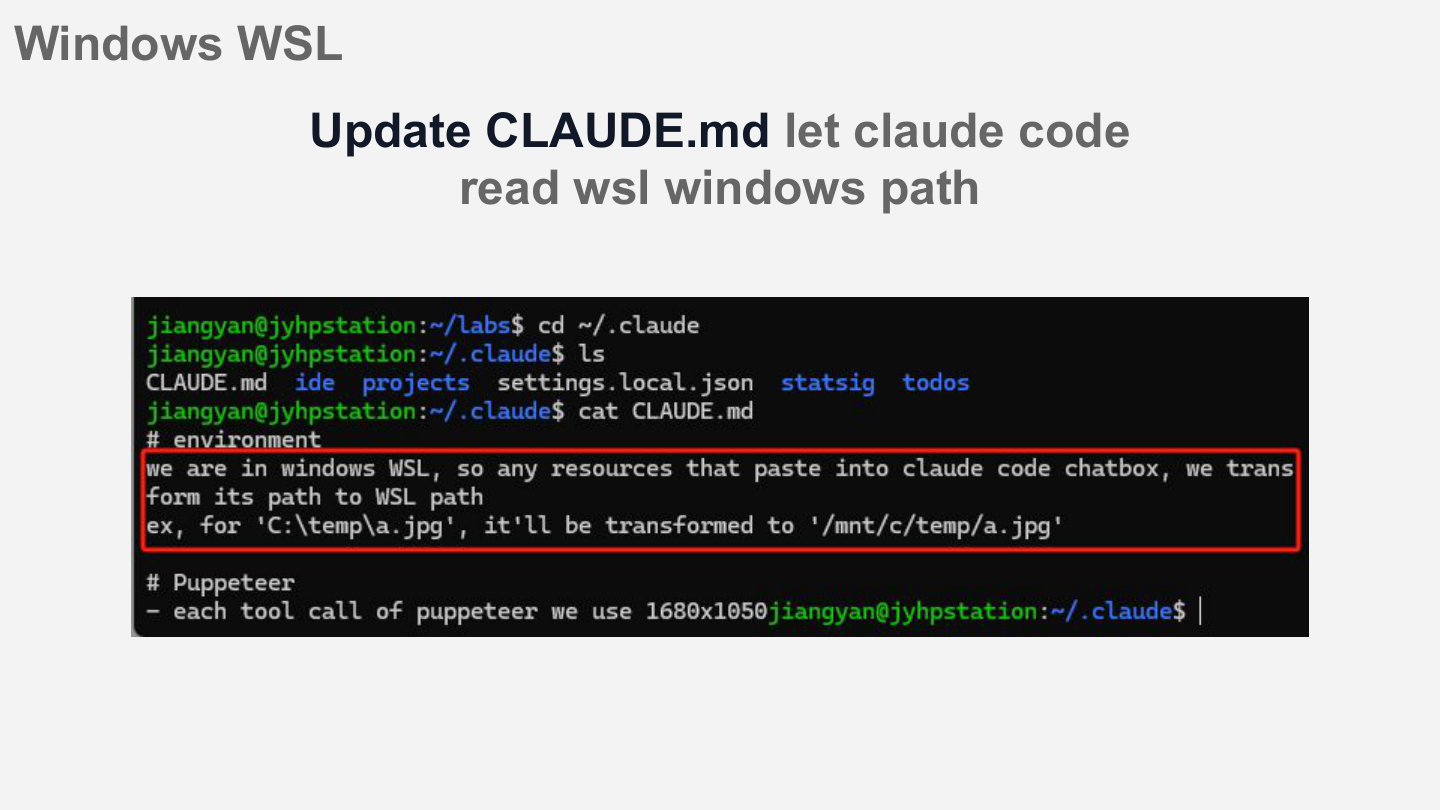 Windows WSL
Update CLAUDE.md let claude code
read wsl windows path
jiangyan@jyhpstation:~/labs$ cd ~/.claude
jiangyan@jyhpstation:~/.claude$ ls
CLAUDE.md  ide  projects  settings.local.json  statsig  todos
jiangyan@jyhpstation:~/.claude$ cat CLAUDE.md
# environment
we are in windows WSL, so any resources that paste into claude code chatbox, we trans
form its path to WSL path
ex, for 'C:\temp\a.jpg', it'll be transformed to '/mnt/c/temp/a.jpg'
# Puppeteer
- each tool call of puppeteer we use 1680x1050jiangyan@jyhpstation:~/.claude$